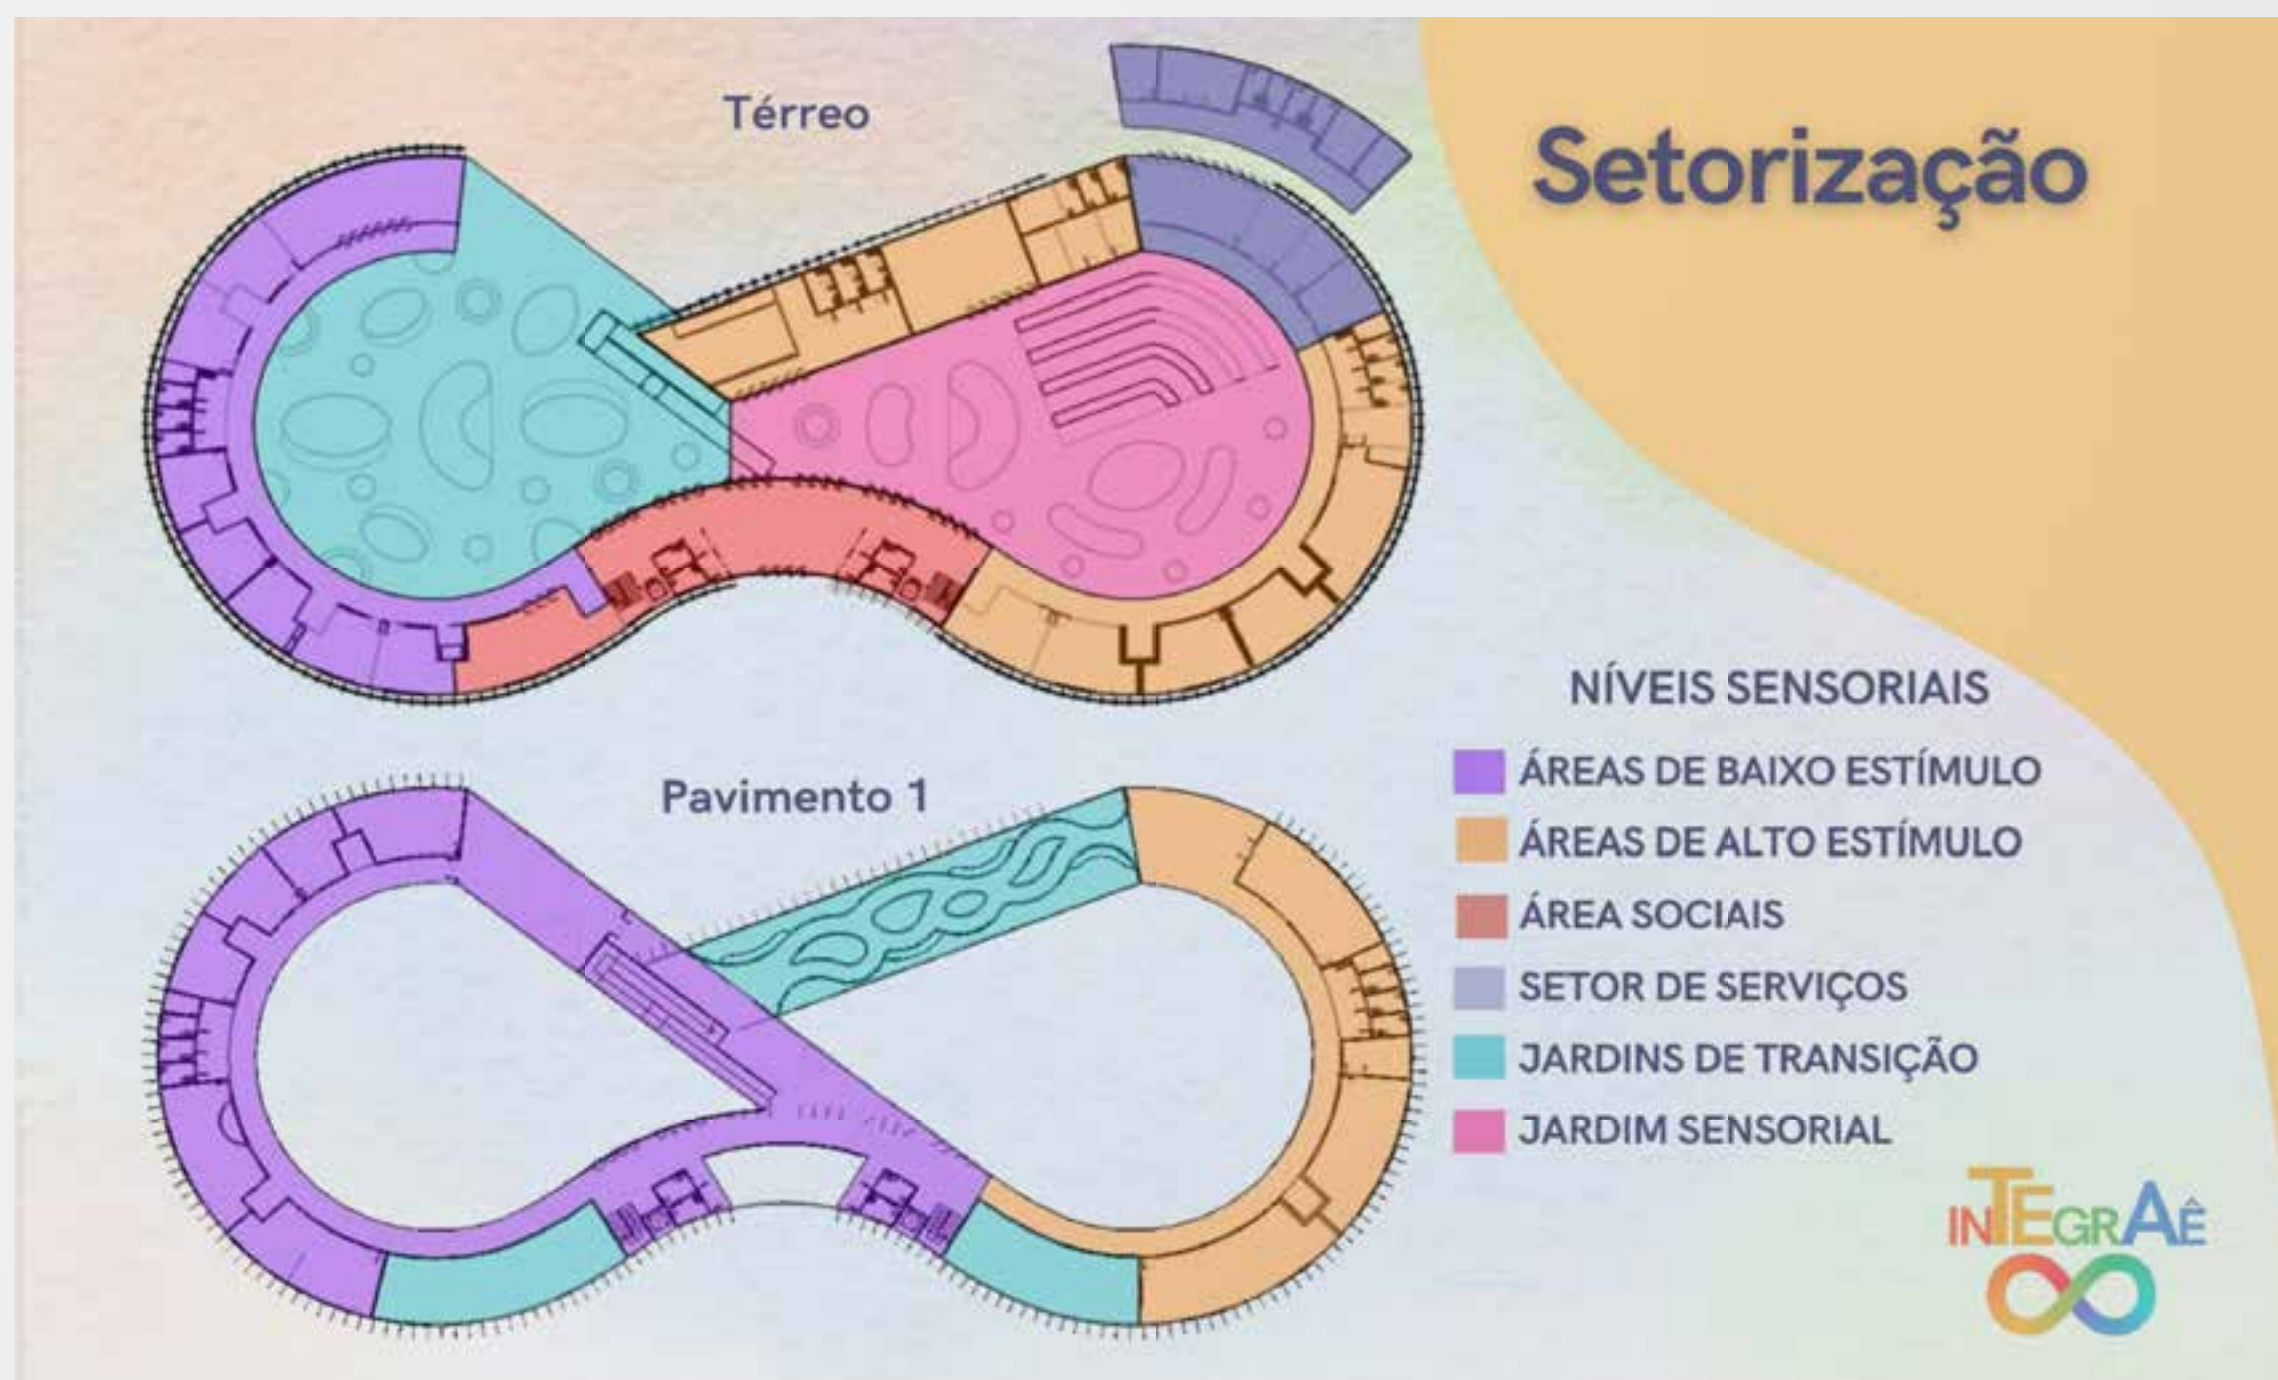 Térreo
Setorização
NÍVEIS SENSORIAIS
ÁREAS DE BAIXO ESTÍMULO
ÁREAS DE ALTO ESTÍMULO
ÁREA SOCIAIS
SETOR DE SERVIÇOS
JARDINS DE TRANSIÇÃO
JARDIM SENSORIAL
Pavimento 1
INTEGRAÊ